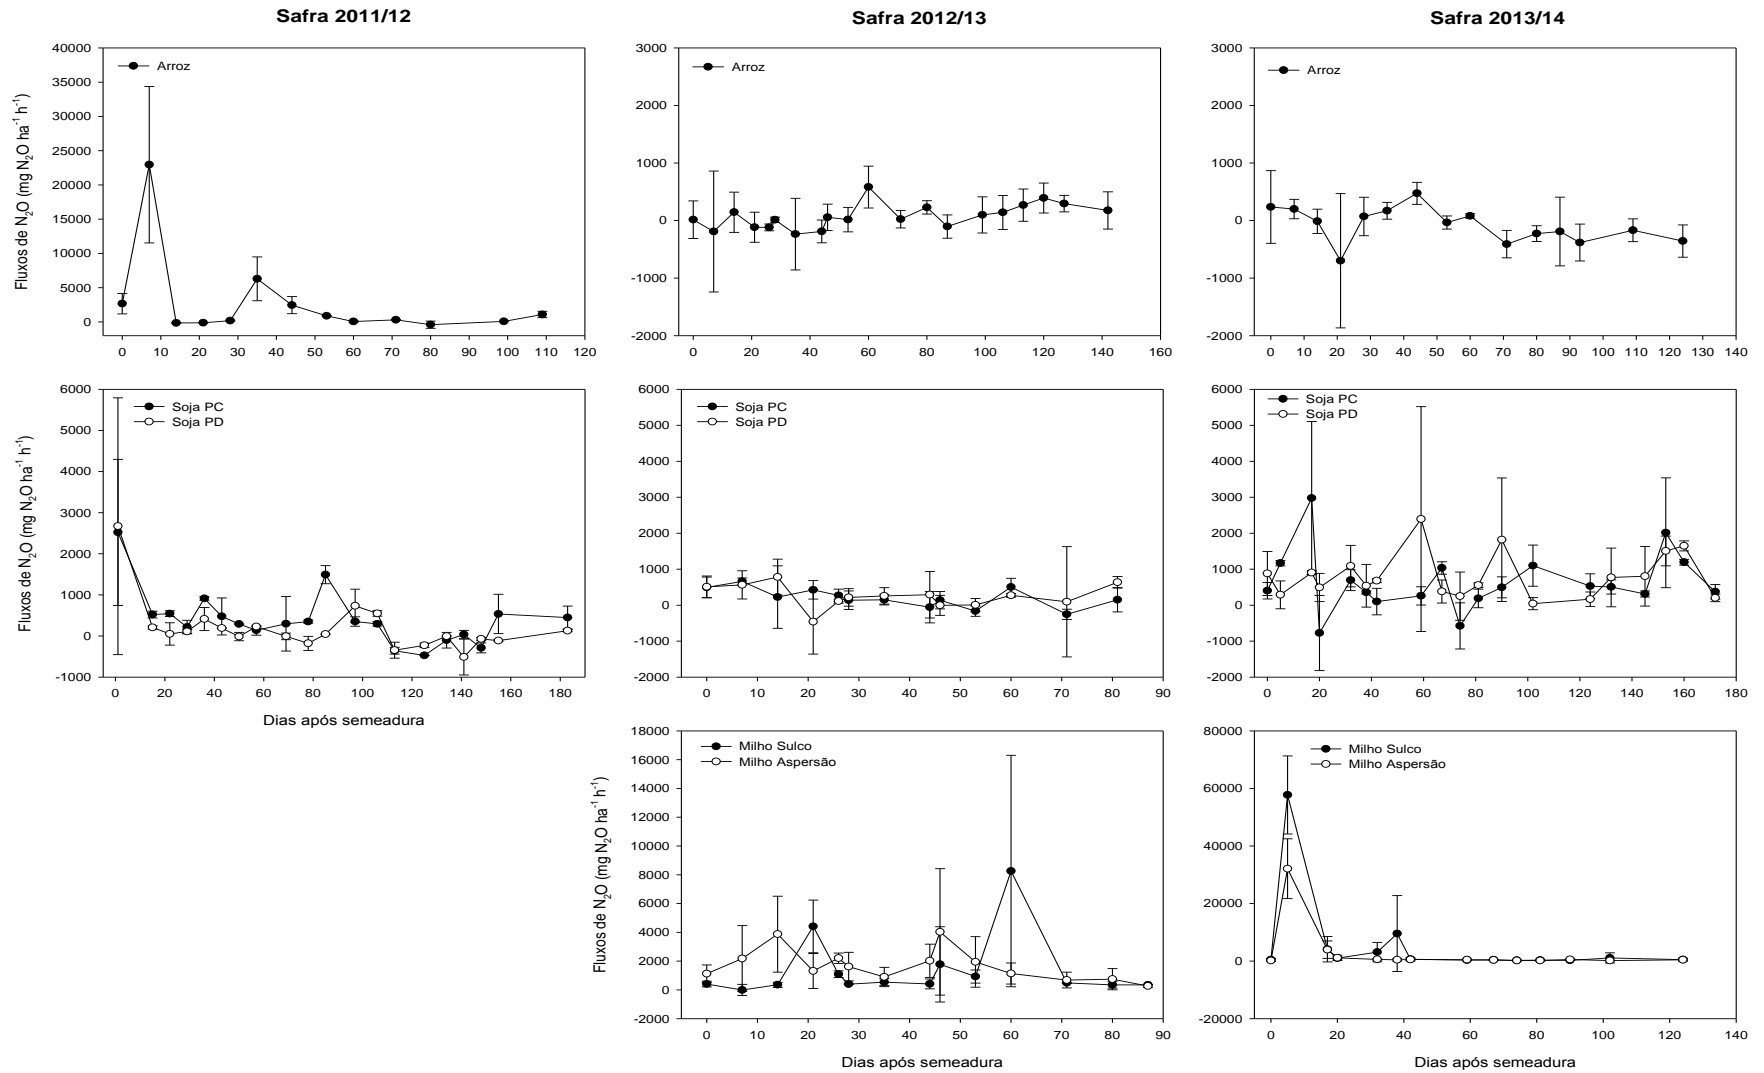 Safra 2011/12
Safra 2012/13
Safra 2013/14
Fluxos de N₂O (mg N₂O ha⁻¹ h⁻¹)
40000
35000
30000
25000
20000
15000
10000
5000
0
Arroz
0 10 20 30 40 50 60 70 80 90 100 110 120
3000
2000
1000
0
-1000
-2000
Arroz
0 20 40 60 80 100 120 140 160
3000
2000
1000
0
-1000
-2000
Arroz
0 10 20 30 40 50 60 70 80 90 100 110 120 130 140
Fluxos de N₂O (mg N₂O ha⁻¹ h⁻¹)
6000
5000
4000
3000
2000
1000
0
-1000
Soja PC
Soja PD
0 20 40 60 80 100 120 140 160 180
Dias após semeadura
6000
5000
4000
3000
2000
1000
0
-1000
-2000
Soja PC
Soja PD
0 10 20 30 40 50 60 70 80 90
6000
5000
4000
3000
2000
1000
0
-1000
-2000
Soja PC
Soja PD
0 20 40 60 80 100 120 140 160 180
Fluxos de N₂O (mg N₂O ha⁻¹ h⁻¹)
18000
16000
14000
12000
10000
8000
6000
4000
2000
0
-2000
Milho Sulco
Milho Aspersão
0 10 20 30 40 50 60 70 80 90
Dias após semeadura
80000
60000
40000
20000
0
-20000
Milho Sulco
Milho Aspersão
0 20 40 60 80 100 120 140
Dias após semeadura